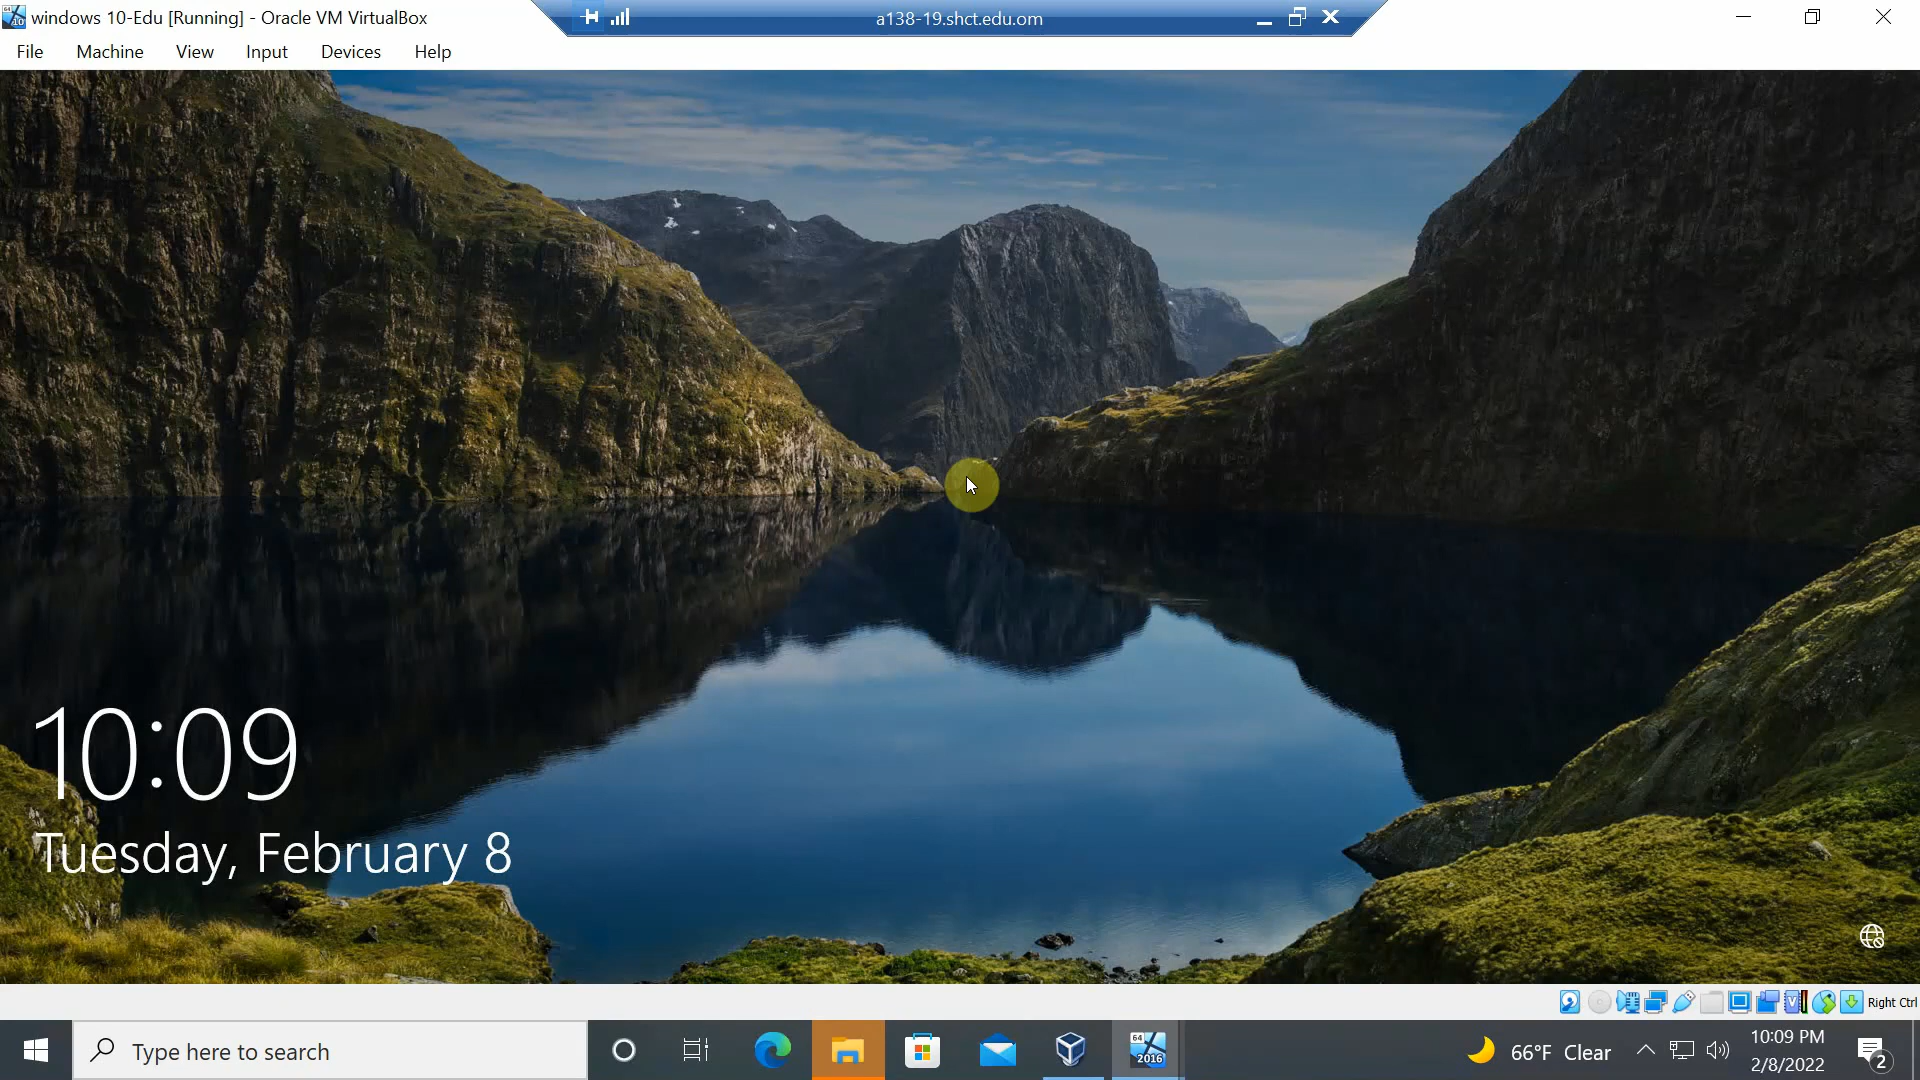 windows 10-Edu [Running] - Oracle VM VirtualBox
a138-19.shct.edu.om
File Machine View Input Devices Help
10:09
Tuesday, February 8
Right Ctrl
Type here to search
64
2016
66°F Clear
10:09 PM
2/8/2022
2